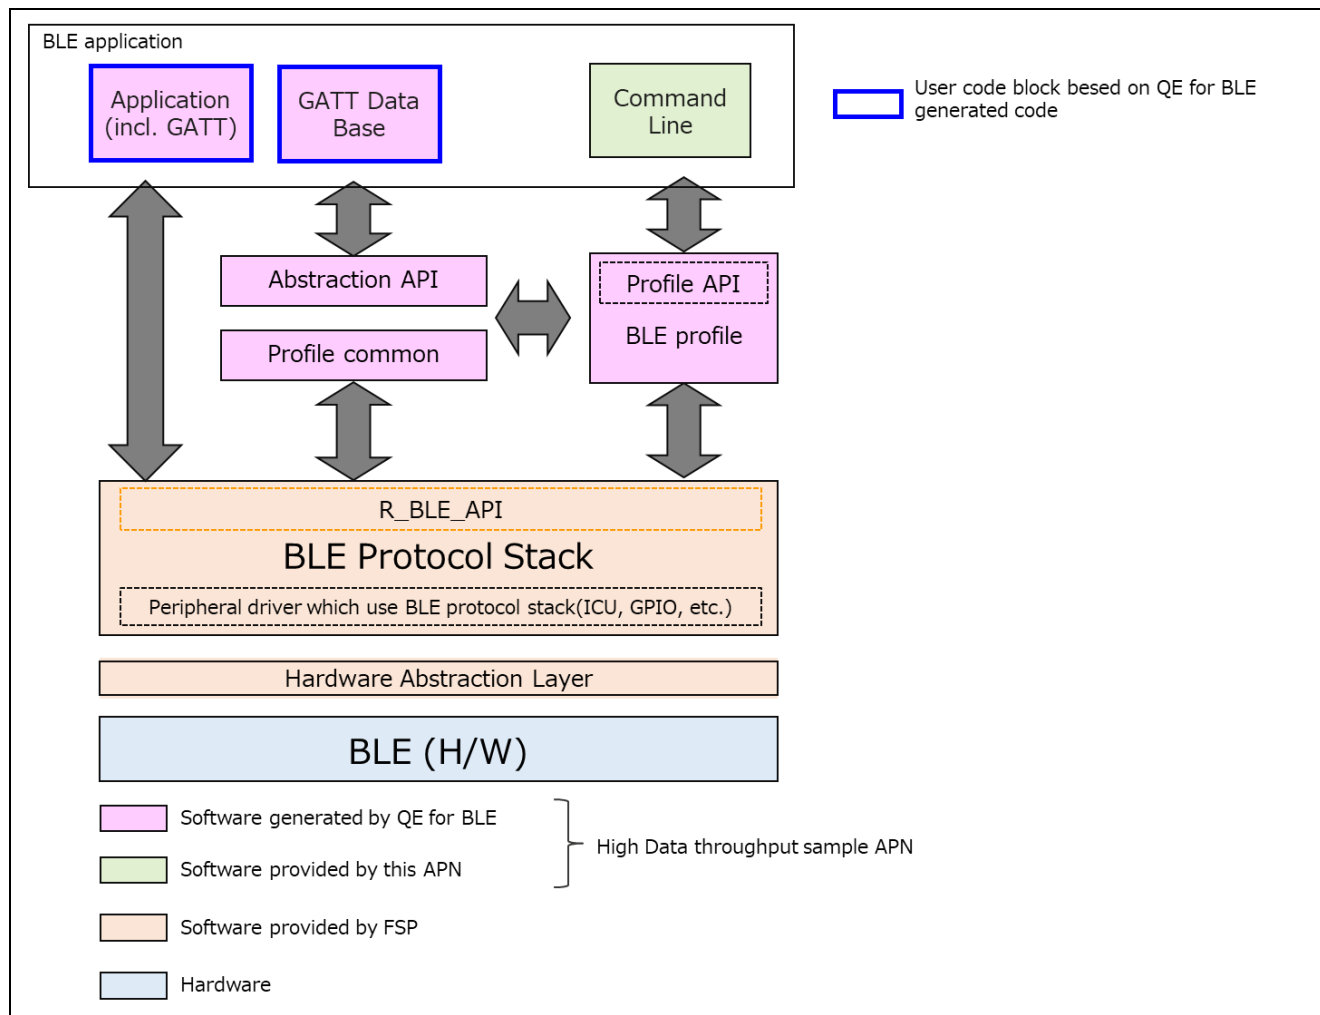 BLE application
Application
(incl. GATT)
GATT Data
Base
Command
Line
User code block besed on QE for BLE
generated code
Abstraction API
Profile API
BLE profile
Profile common
R_BLE_API
BLE Protocol Stack
Peripheral driver which use BLE protocol stack(ICU, GPIO, etc.)
Hardware Abstraction Layer
BLE (H/W)
Software generated by QE for BLE
High Data throughput sample APN
Software provided by this APN
Software provided by FSP
Hardware